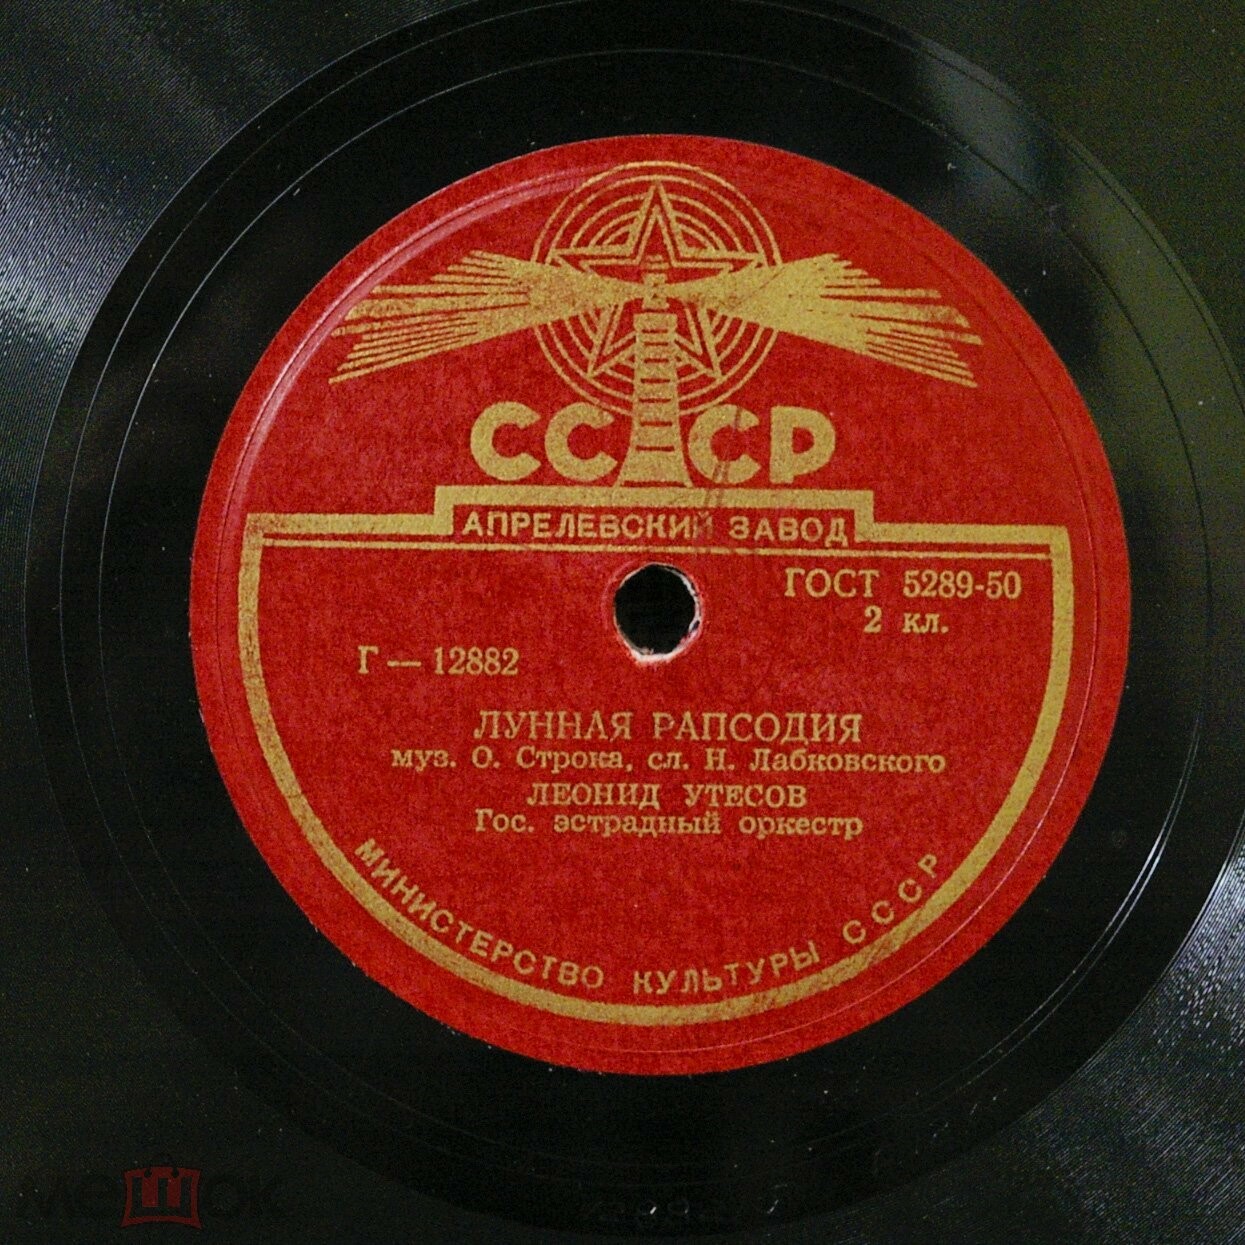 СССР
АПРЕЛЕВСКИЙ ЗАВОД
ГОСТ 5289-50
2 кл.
Г — 12882
ЛУННАЯ РАПСОДИЯ
муз. О. Строка, сл. Н. Лабковского
ЛЕОНИД УТЕСОВ
Гос. эстрадный оркестр
МИНИСТЕРСТВО КУЛЬТУРЫ СССР
мешок